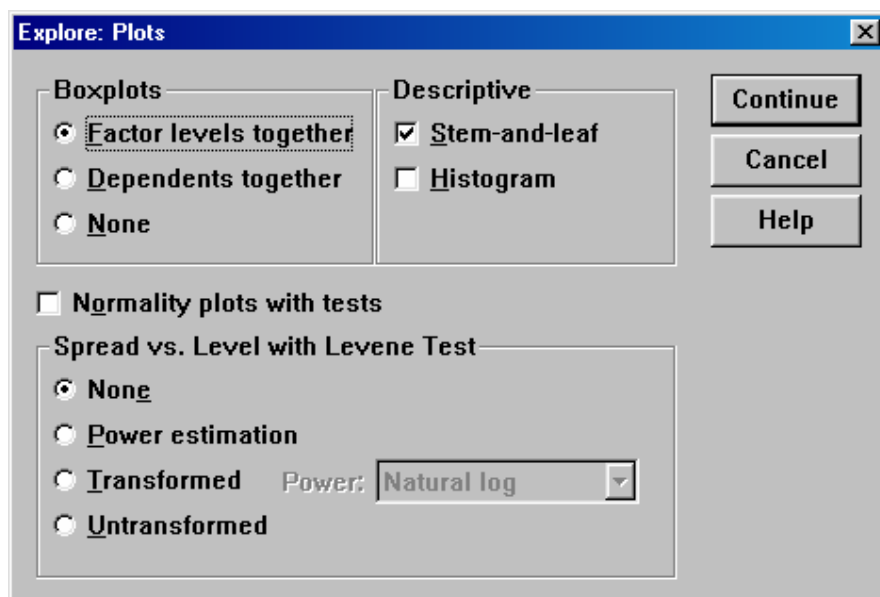 Explore: Plots
Boxplots
Factor levels together
Dependents together
None
Descriptive
Stem-and-leaf
Histogram
Continue
Cancel
Help
Normality plots with tests
Spread vs. Level with Levene Test
None
Power estimation
Transformed Power: Natural log
Untransformed